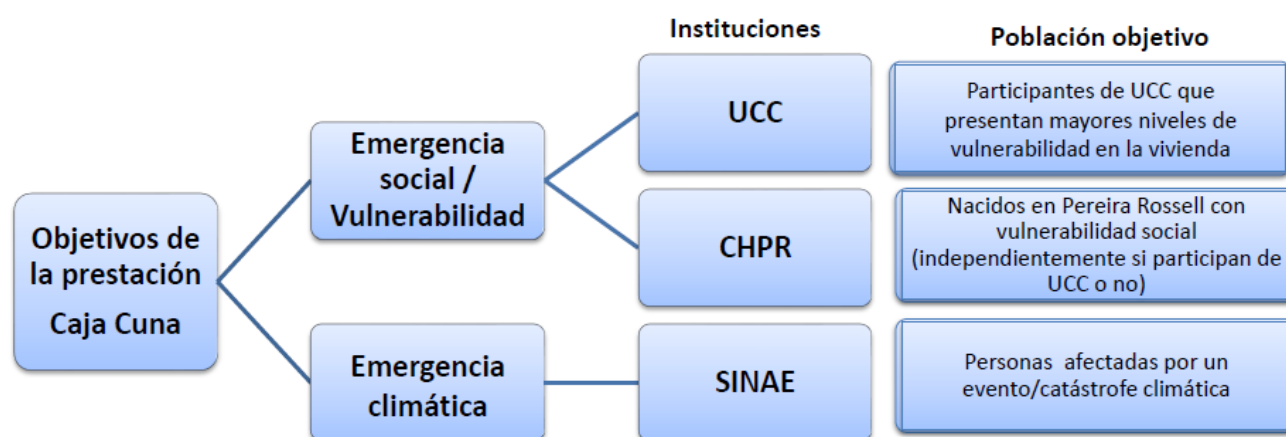 Instituciones
Población objetivo
Objetivos de
la prestación
Caja Cuna
Emergencia
social /
Vulnerabilidad
UCC
Participantes de UCC que
presentan mayores niveles de
vulnerabilidad en la vivienda
CHPR
Nacidos en Pereira Rossell con
vulnerabilidad social
(independientemente si participan de
UCC o no)
Emergencia
climática
SINAE
Personas afectadas por un
evento/catástrofe climática